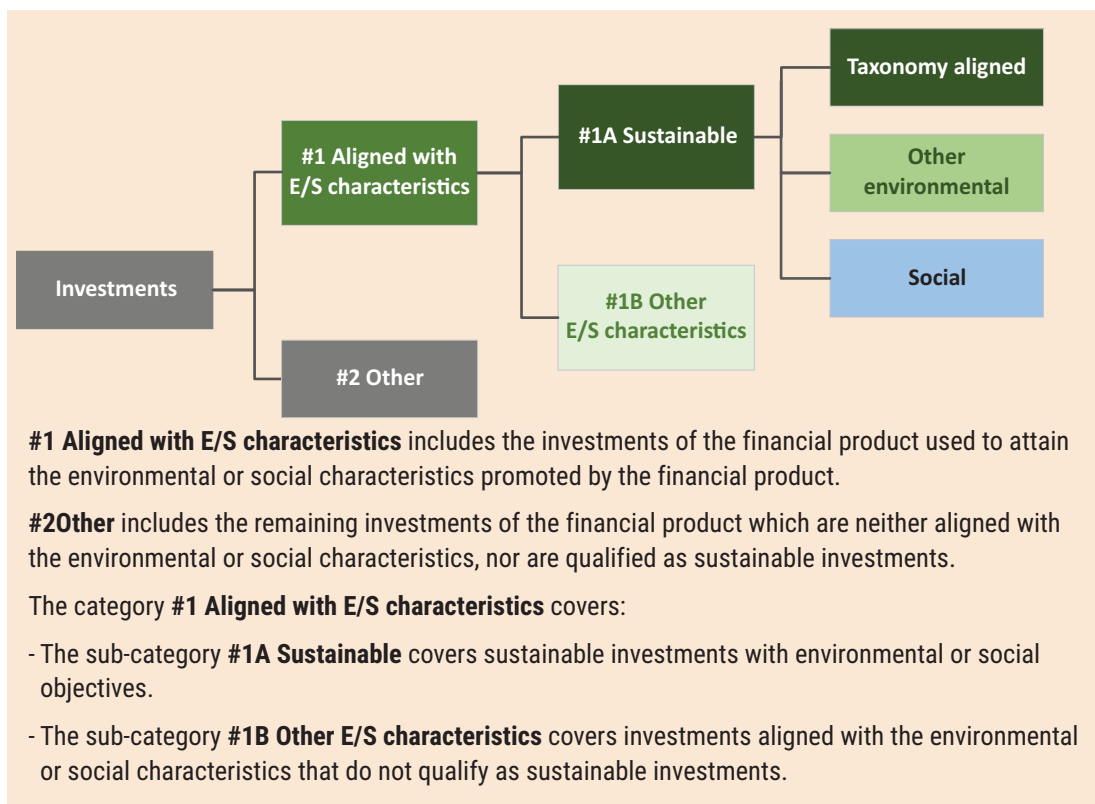 Taxonomy aligned
#1A Sustainable
#1 Aligned with
E/S characteristics
Other
environmental
Social
Investments
#1B Other
E/S characteristics
#2 Other
#1 Aligned with E/S characteristics includes the investments of the financial product used to attain
the environmental or social characteristics promoted by the financial product.
#2Other includes the remaining investments of the financial product which are neither aligned with
the environmental or social characteristics, nor are qualified as sustainable investments.
The category #1 Aligned with E/S characteristics covers:
- The sub-category #1A Sustainable covers sustainable investments with environmental or social
objectives.
- The sub-category #1B Other E/S characteristics covers investments aligned with the environmental
or social characteristics that do not qualify as sustainable investments.